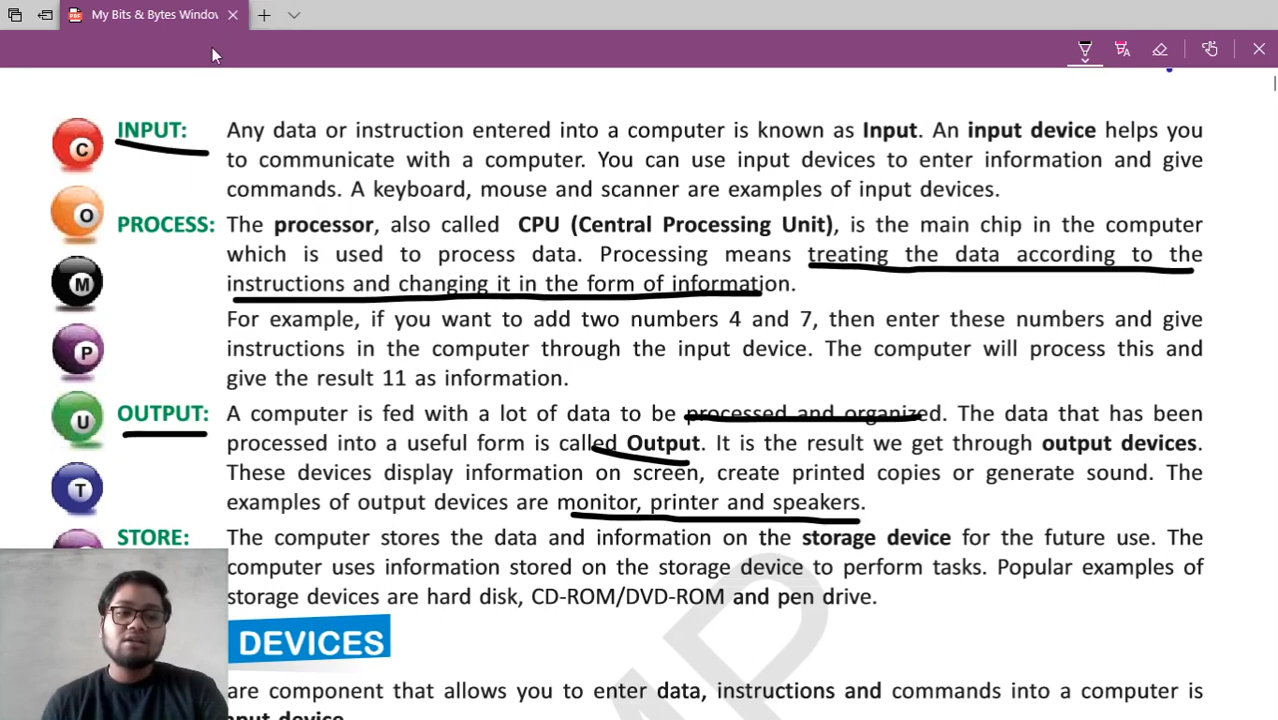 My Bits & Bytes Window
INPUT: Any data or instruction entered into a computer is known as Input. An input device helps you
to communicate with a computer. You can use input devices to enter information and give
commands. A keyboard, mouse and scanner are examples of input devices.
PROCESS: The processor, also called CPU (Central Processing Unit), is the main chip in the computer
which is used to process data. Processing means treating the data according to the
instructions and changing it in the form of information.
For example, if you want to add two numbers 4 and 7, then enter these numbers and give
instructions in the computer through the input device. The computer will process this and
give the result 11 as information.
OUTPUT: A computer is fed with a lot of data to be processed and organized. The data that has been
processed into a useful form is called Output. It is the result we get through output devices.
These devices display information on screen, create printed copies or generate sound. The
examples of output devices are monitor, printer and speakers.
STORE: The computer stores the data and information on the storage device for the future use. The
computer uses information stored on the storage device to perform tasks. Popular examples of
storage devices are hard disk, CD-ROM/DVD-ROM and pen drive.
DEVICES
are component that allows you to enter data, instructions and commands into a computer is
input device.
C
O
M
P
U
T